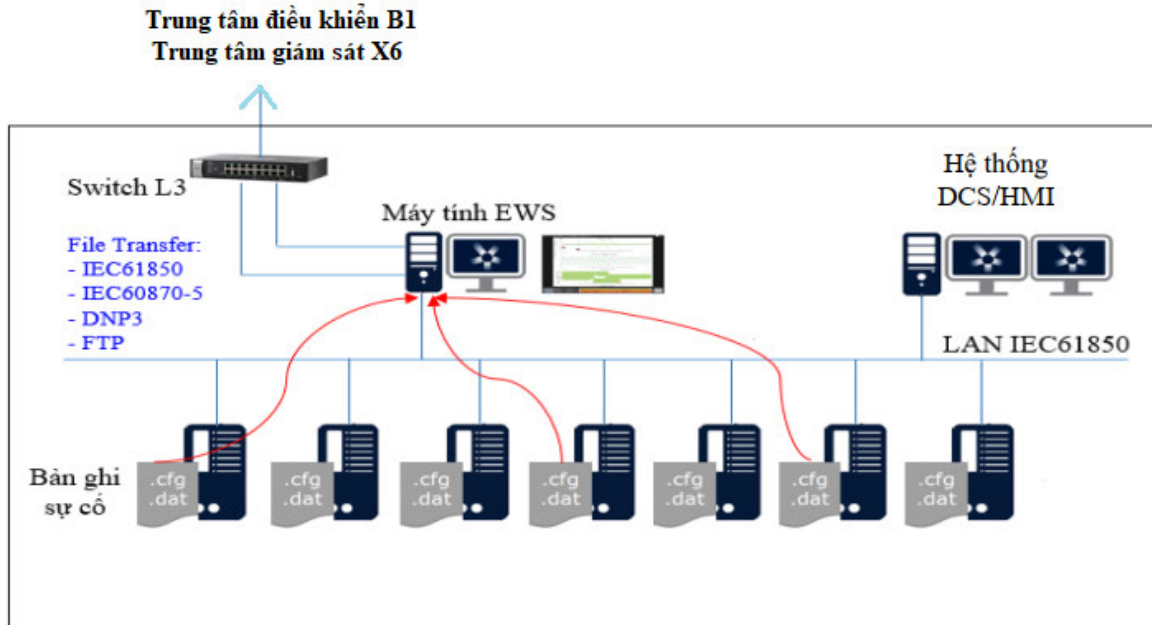 Trung tâm điều khiển B1
Trung tâm giám sát X6
Switch L3
Máy tính EWS
Hệ thống
DCS/HMI
File Transfer:
- IEC61850
- IEC60870-5
- DNP3
- FTP
LAN IEC61850
Bản ghi
sự cố
.cfg
.dat
.cfg
.dat
.cfg
.dat
.cfg
.dat
.cfg
.dat
.cfg
.dat
.cfg
.dat